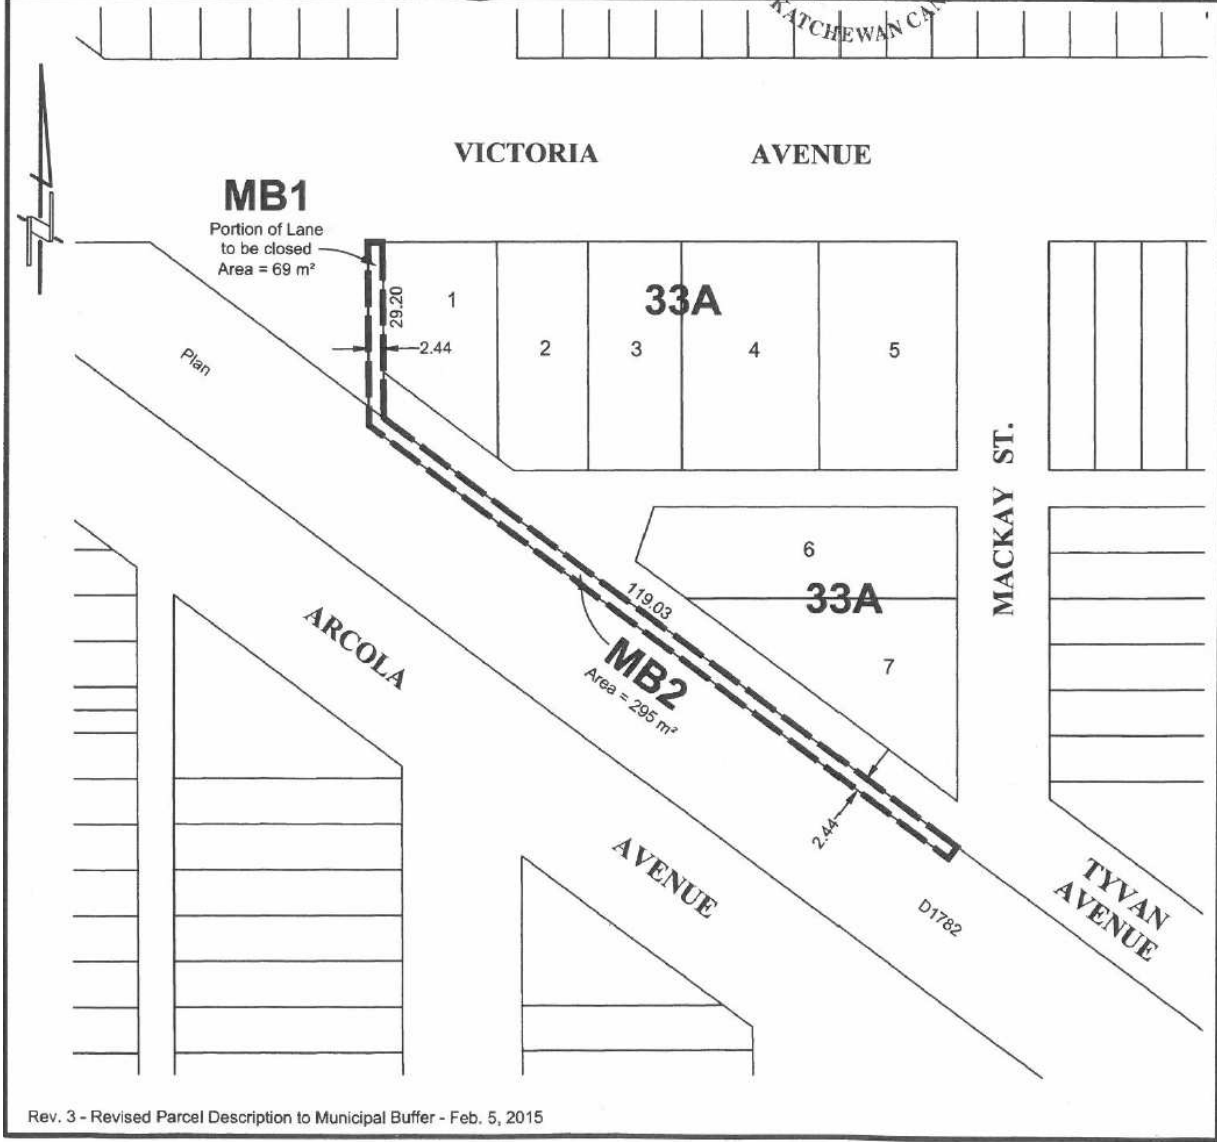 KATCHEWAN CAN
VICTORIA AVENUE
MB1
Portion of Lane
to be closed
Area = 69 m²
33A
1
29.20
2.44
2
3
4
5
Plan
MACKAY ST.
6
33A
119.03
7
ARCOLA
MB2
Area = 295 m²
2.44
AVENUE
D1782
TYVAN
AVENUE
Rev. 3 - Revised Parcel Description to Municipal Buffer - Feb. 5, 2015